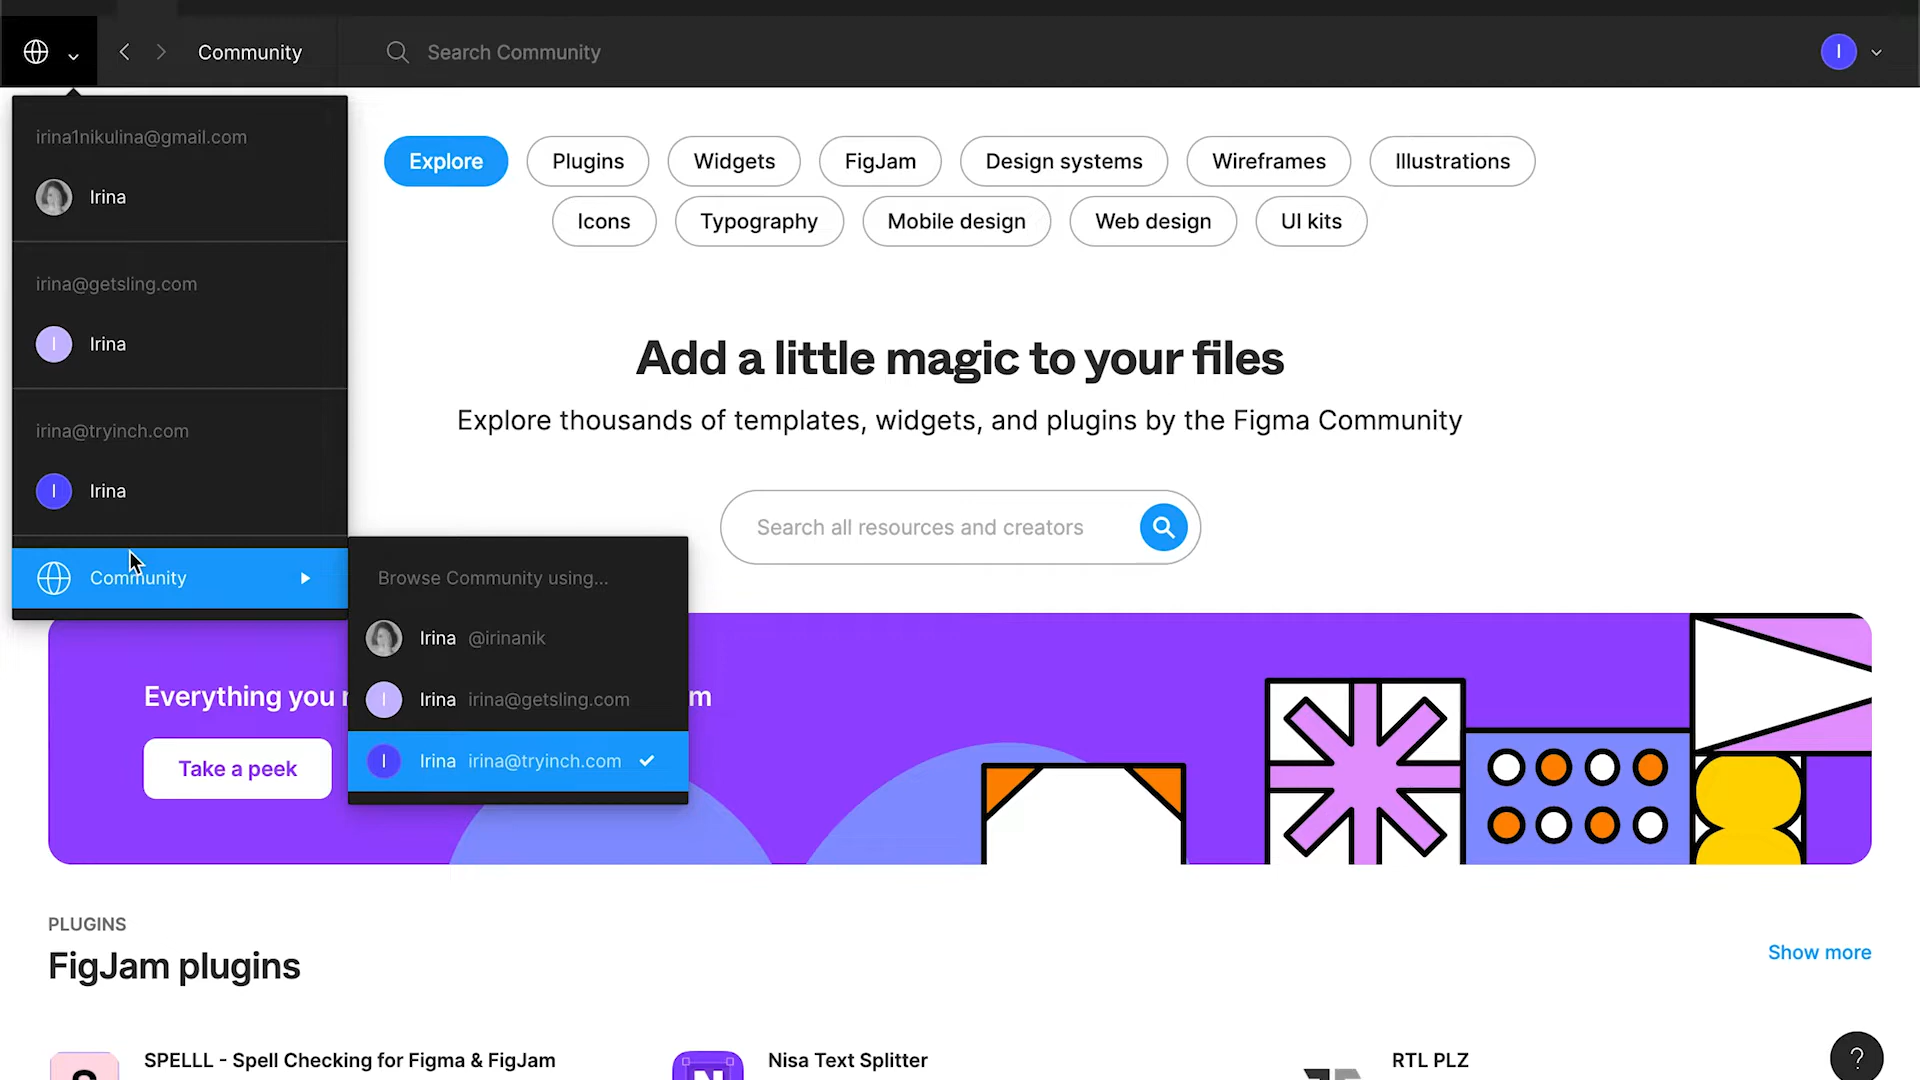 Community
Search Community
I
irina1nikulina@gmail.com
Irina
irina@getsling.com
I Irina
irina@tryinch.com
I Irina
Community
Browse Community using...
Irina @irinanik
I Irina irina@getsling.com
I Irina irina@tryinch.com
Explore Plugins Widgets FigJam Design systems Wireframes Illustrations
Icons Typography Mobile design Web design UI kits
Add a little magic to your files
Explore thousands of templates, widgets, and plugins by the Figma Community
Search all resources and creators
Everything you
Take a peek
PLUGINS
FigJam plugins
Show more
SPELLL - Spell Checking for Figma & FigJam
Nisa Text Splitter
RTL PLZ
?